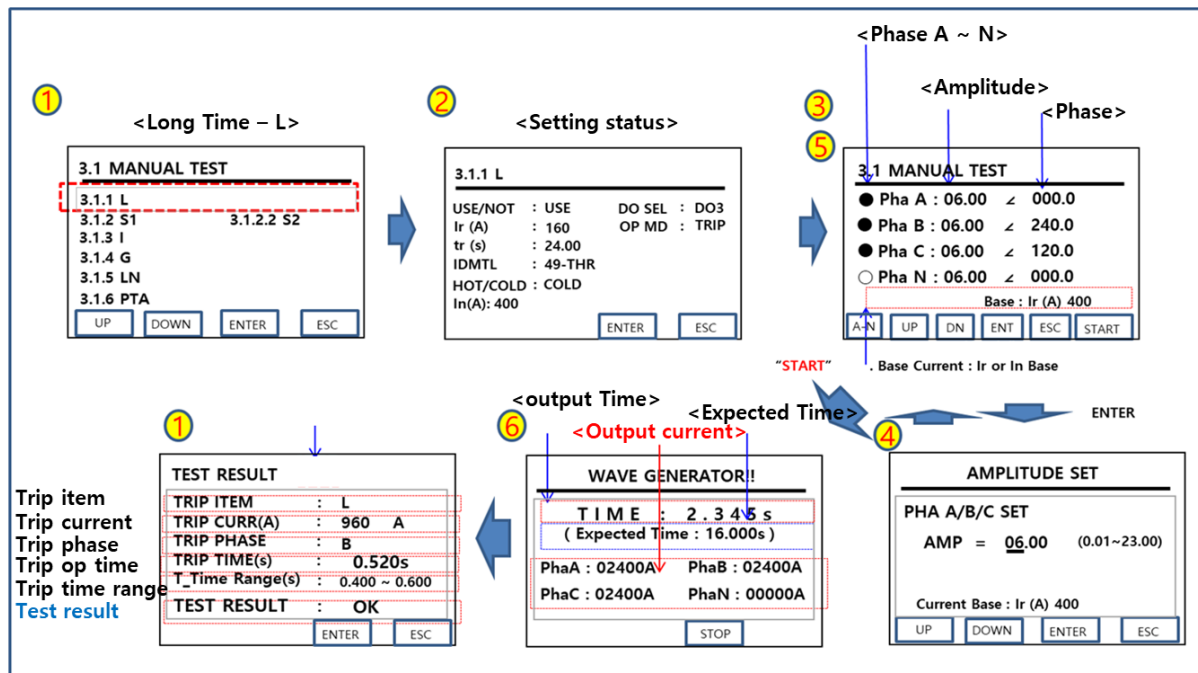 <Phase A ~ N>
<Amplitude>
<Phase>
1
<Long Time – L>
3.1 MANUAL TEST
3.1.1 L
3.1.2 S1 3.1.2.2 S2
3.1.3 I
3.1.4 G
3.1.5 LN
3.1.6 PTA
UP DOWN ENTER ESC
2
<Setting status>
3.1.1 L
USE/NOT : USE DO SEL : DO3
Ir (A) : 160 OP MD : TRIP
tr (s) : 24.00
IDMTL : 49-THR
HOT/COLD : COLD
In(A): 400
ENTER ESC
3
5
3.1 MANUAL TEST
Pha A : 06.00 ∠ 000.0
Pha B : 06.00 ∠ 240.0
Pha C : 06.00 ∠ 120.0
Pha N : 06.00 ∠ 000.0
Base : Ir (A) 400
A-N UP DN ENT ESC START
"START" . Base Current : Ir or In Base
ENTER
4
AMPLITUDE SET
PHA A/B/C SET
AMP = 06.00 (0.01~23.00)
Current Base : Ir (A) 400
UP DOWN ENTER ESC
6
<output Time>
<Expected Time>
<Output current>
WAVE GENERATOR!!
TIME : 2.345s
( Expected Time : 16.000s )
PhaA : 02400A PhaB : 02400A
PhaC : 02400A PhaN : 00000A
STOP
1
TEST RESULT
TRIP ITEM : L
TRIP CURR(A) : 960 A
TRIP PHASE : B
TRIP TIME(s) : 0.520s
T_Time Range(s) : 0.400 ~ 0.600
TEST RESULT : OK
ENTER ESC
Trip item
Trip current
Trip phase
Trip op time
Trip time range
Test result